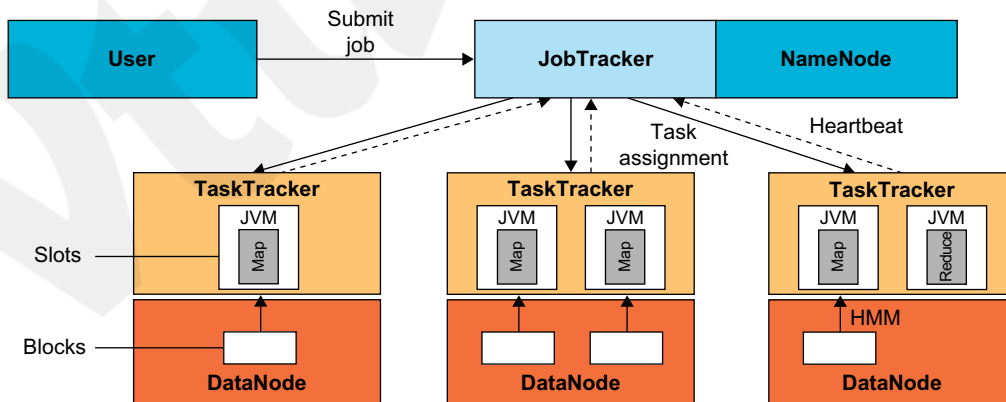 Submit
job
User
JobTracker
NameNode
Task
assignment
Heartbeat
TaskTracker
TaskTracker
TaskTracker
JVM
JVM
JVM
JVM
JVM
Map
Map
Map
Map
Reduce
Slots
HMM
Blocks
DataNode
DataNode
DataNode